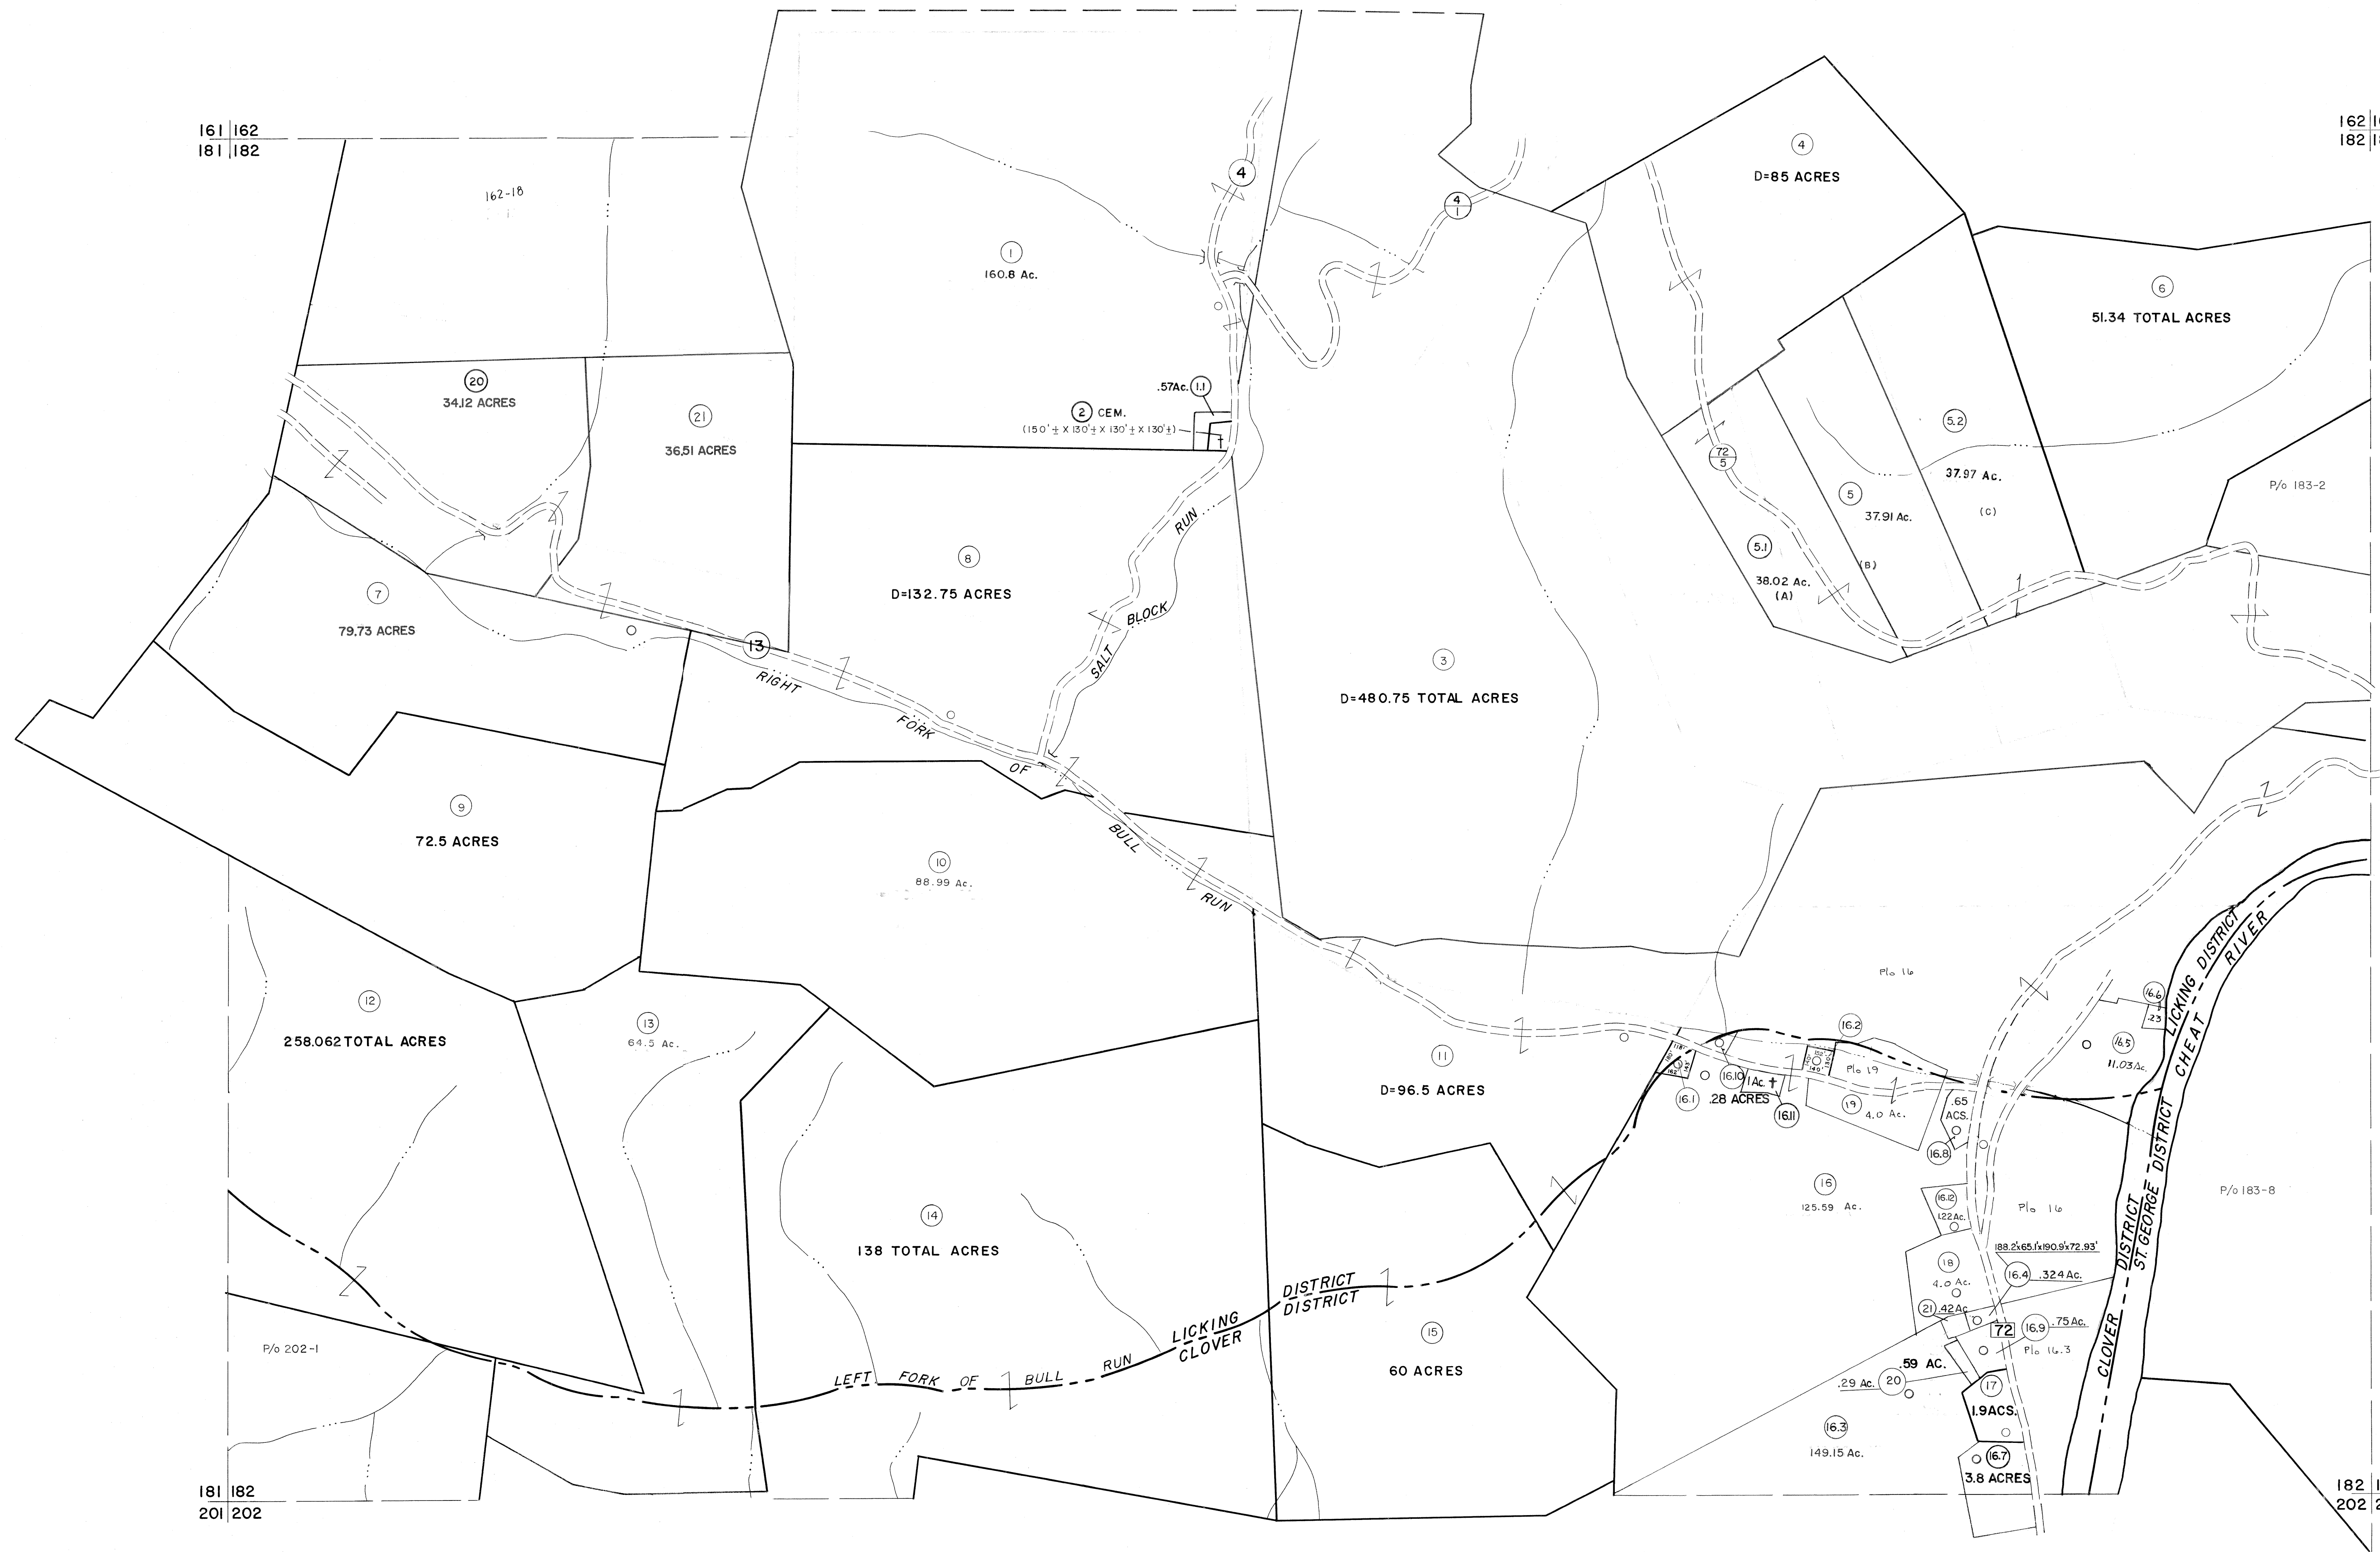 161 162
181 182
162
182
162-18
1
160.8 Ac.
4
4
1
4
D=85 ACRES
6
51.34 TOTAL ACRES
20
34.12 ACRES
21
36.51 ACRES
.57Ac. 1.1
2 CEM.
(150'± X 130'± X 130'± X 130'±)
5.2
37.97 Ac.
(C)
72
5
5
37.91 Ac.
(B)
5.1
38.02 Ac.
(A)
P/o 183-2
7
79.73 ACRES
8
D=132.75 ACRES
SALT BLOCK RUN
13
3
D=480.75 TOTAL ACRES
RIGHT FORK OF BULL RUN
9
72.5 ACRES
10
88.99 Ac.
12
258.062 TOTAL ACRES
13
64.5 Ac.
11
D=96.5 ACRES
P/o 16
16.2
16.6
.23
16.5
11.03 Ac.
LICKING DISTRICT
CHEAT RIVER
118'
180'
143'
162'
16.1
16.10
.28 ACRES
1 Ac. †
16.11
140'
P/o 19
19
4.0 Ac.
.65
ACS.
16.8
14
138 TOTAL ACRES
16
125.59 Ac.
16.12
1.22 Ac.
P/o 16
P/o 183-8
188.2'x65.1'x190.9'x72.93'
18
4.0 Ac.
16.4 .324 Ac.
21 .42Ac
72
16.9 .75 Ac.
P/o 16.3
CLOVER DISTRICT
ST. GEORGE DISTRICT
LICKING DISTRICT
CLOVER DISTRICT
LEFT FORK OF BULL RUN
15
60 ACRES
P/o 202-1
.59 AC.
.29 Ac. 20
17
1.9 ACS.
16.3
149.15 Ac.
16.7
3.8 ACRES
181 182
201 202
182
202